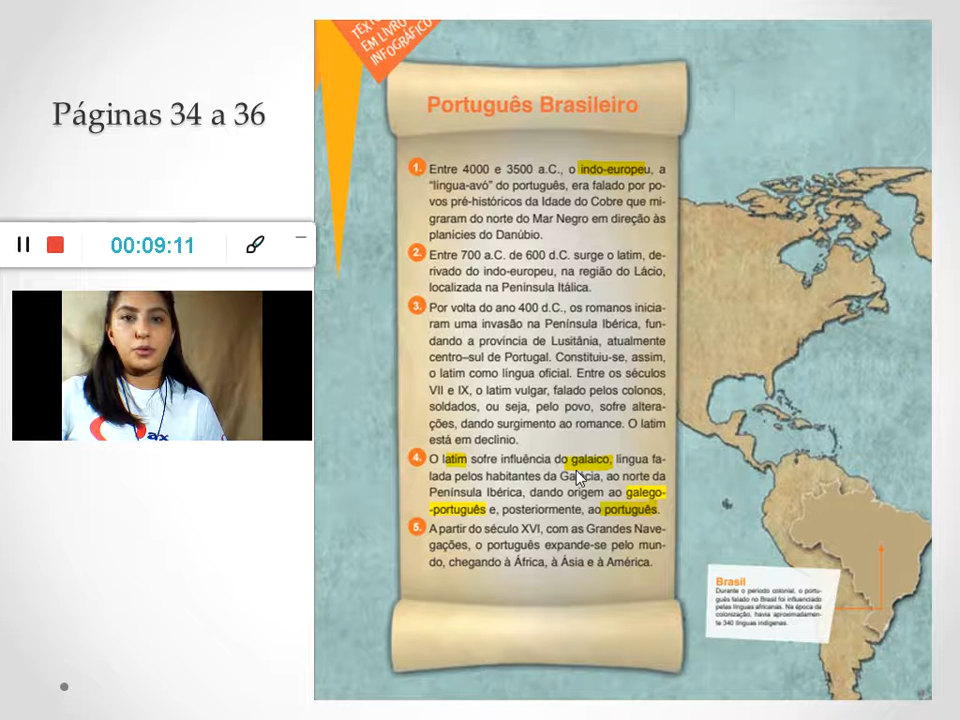 Páginas 34 a 36
00:09:11
TEXTO
EM LIVRO
INFOGRÁFICO
Português Brasileiro
1. Entre 4000 e 3500 a.C., o indo-europeu, a
"língua-avó" do português, era falado por po-
vos pré-históricos da Idade do Cobre que mi-
graram do norte do Mar Negro em direção às
planícies do Danúbio.
2. Entre 700 a.C. de 600 d.C. surge o latim, de-
rivado do indo-europeu, na região do Lácio,
localizada na Península Itálica.
3. Por volta do ano 400 d.C., os romanos inicia-
ram uma invasão na Península Ibérica, fun-
dando a província de Lusitânia, atualmente
centro–sul de Portugal. Constituiu-se, assim,
o latim como língua oficial. Entre os séculos
VII e IX, o latim vulgar, falado pelos colonos,
soldados, ou seja, pelo povo, sofre altera-
ções, dando surgimento ao romance. O latim
está em declínio.
4. O latim sofre influência do galaico, língua fa-
lada pelos habitantes da Galícia, ao norte da
Península Ibérica, dando origem ao galego-
-português e, posteriormente, ao português.
5. A partir do século XVI, com as Grandes Nave-
gações, o português expande-se pelo mun-
do, chegando à África, à Ásia e à América.
Brasil
Durante o período colonial, o portu-
guês falado no Brasil foi influenciado
pelas línguas africanas. Na época da
colonização, havia aproximadamen-
te 340 línguas indígenas.